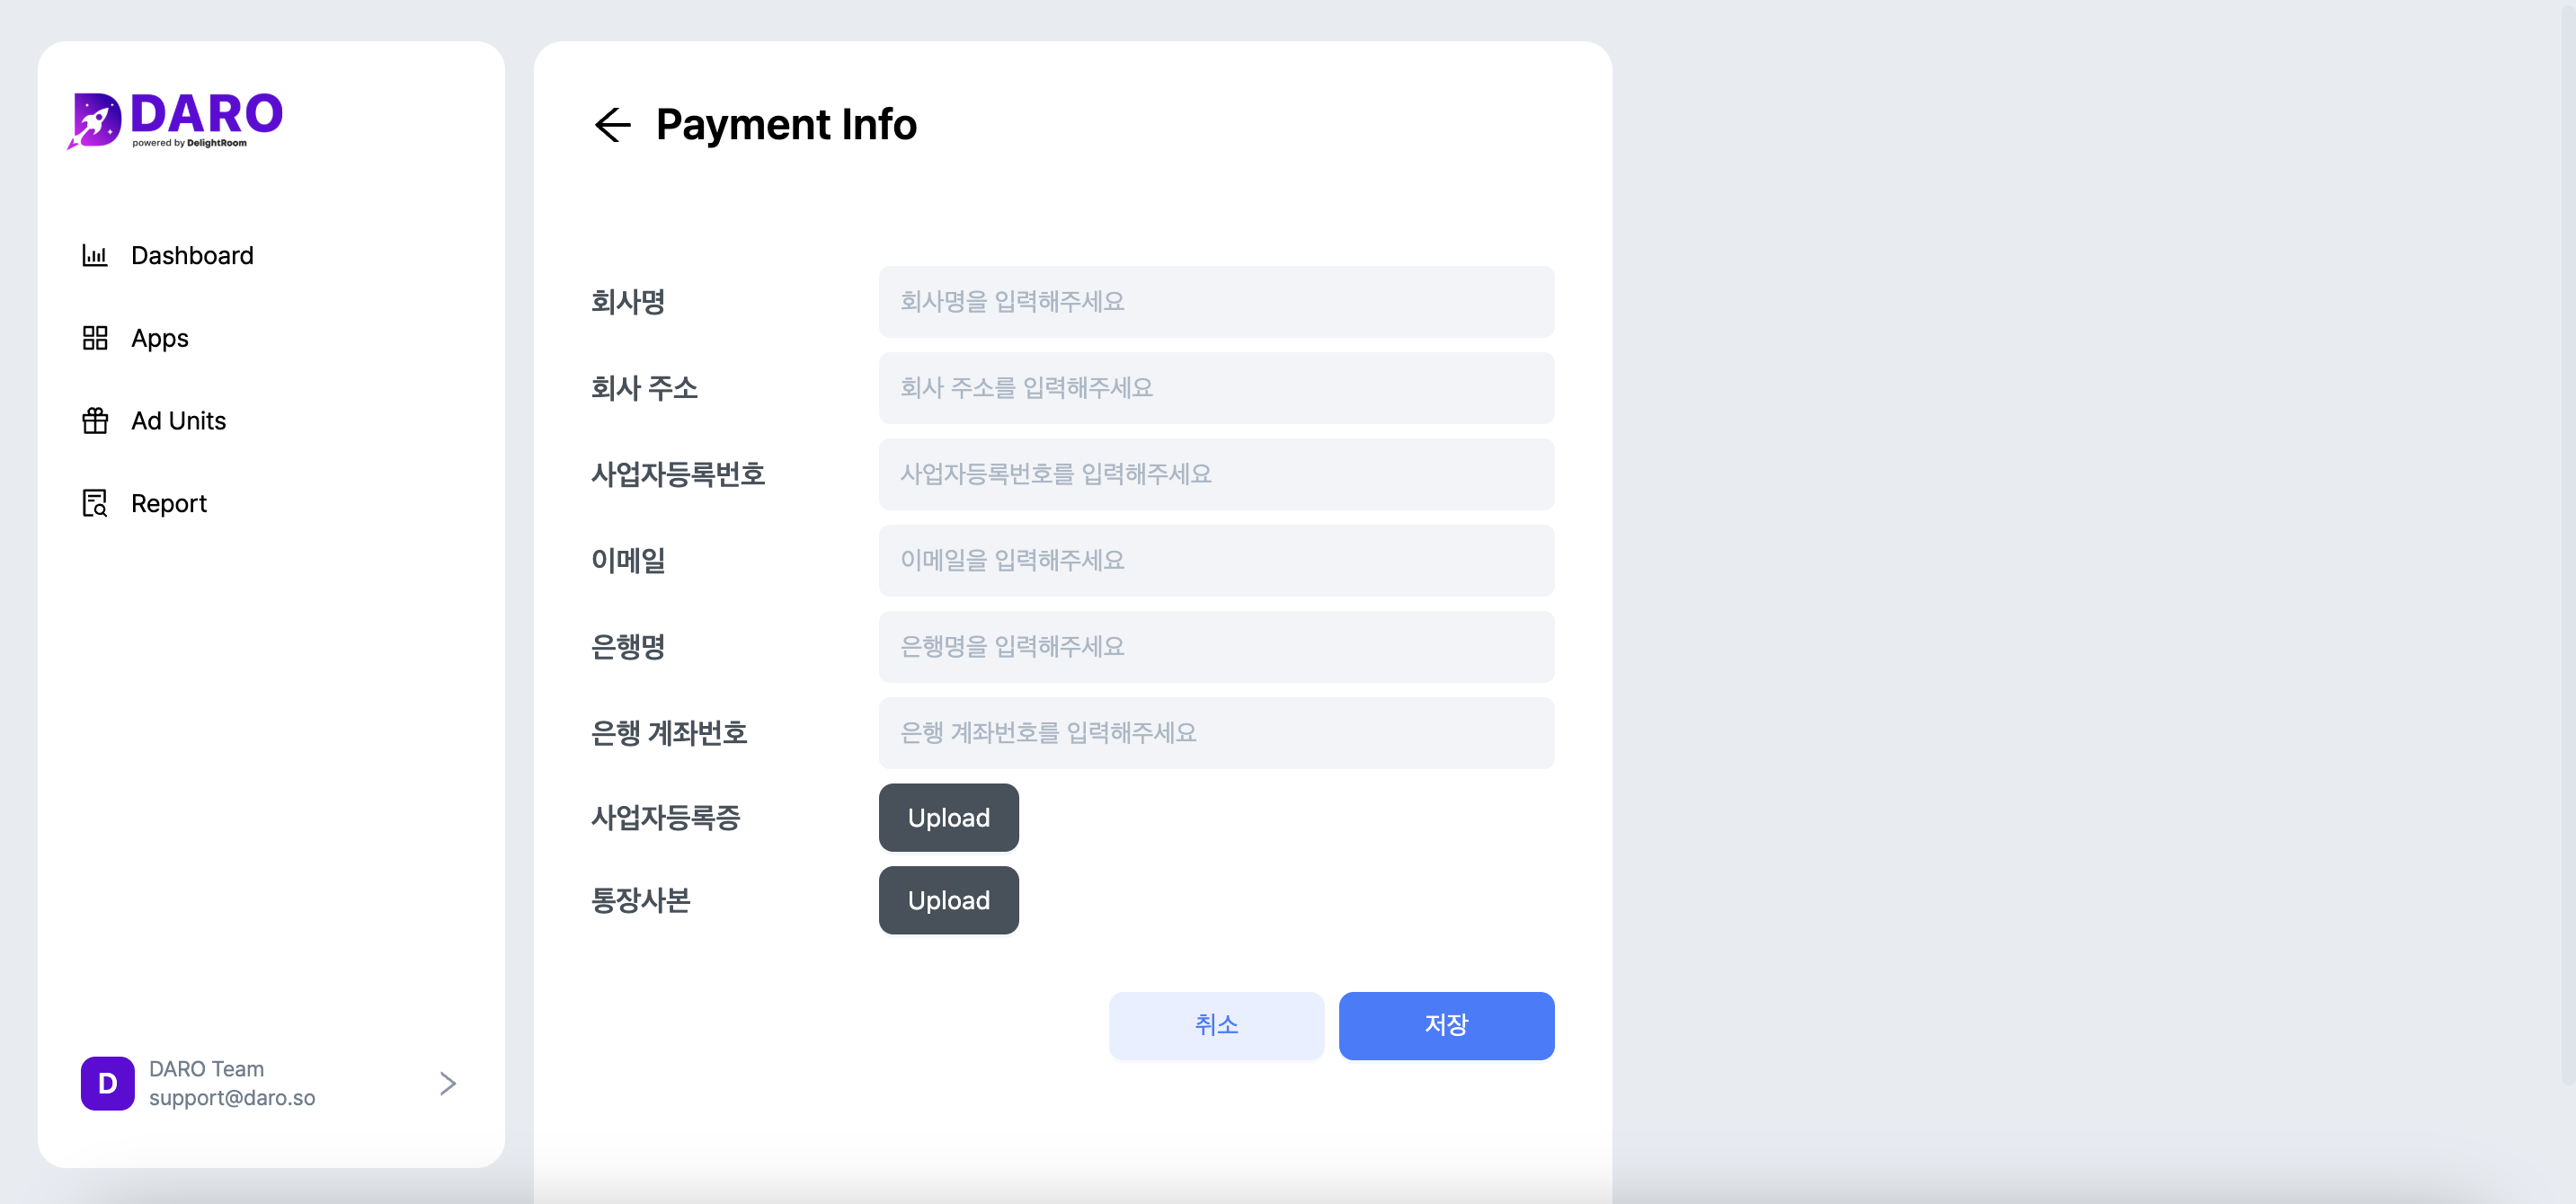 DARO
powered by DelightRoom
Dashboard
Apps
Ad Units
Report
D
DARO Team
support@daro.so
Payment Info
회사명
회사명을 입력해주세요
회사 주소
회사 주소를 입력해주세요
사업자등록번호
사업자등록번호를 입력해주세요
이메일
이메일을 입력해주세요
은행명
은행명을 입력해주세요
은행 계좌번호
은행 계좌번호를 입력해주세요
사업자등록증
Upload
통장사본
Upload
취소
저장